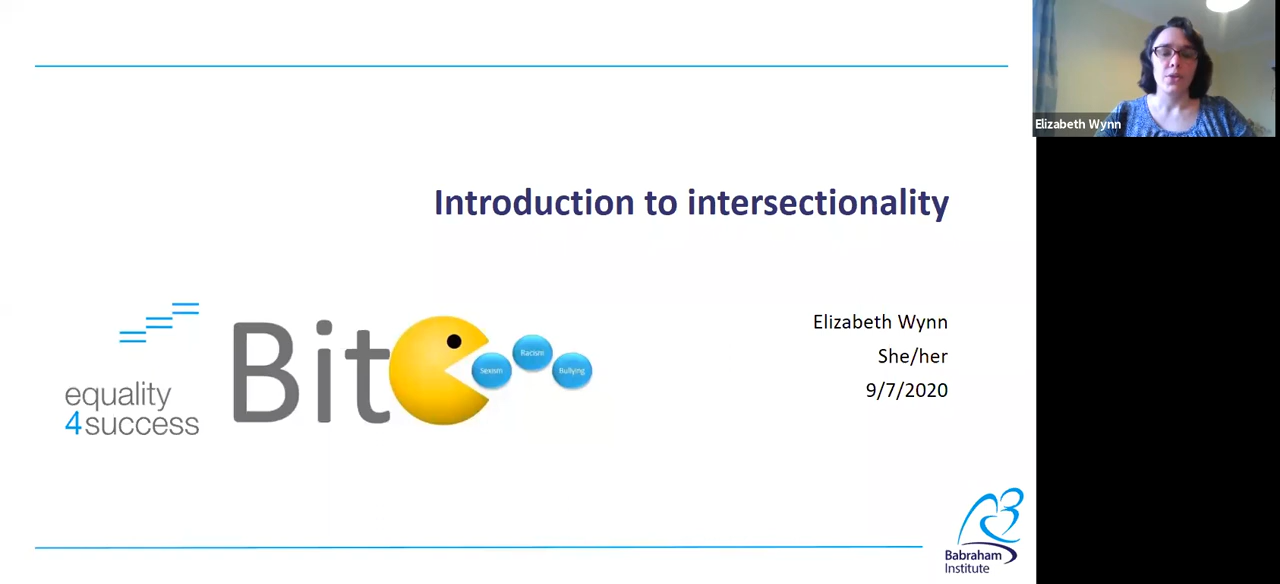 Elizabeth Wynn
Introduction to intersectionality
Elizabeth Wynn
She/her
9/7/2020
equality
4success
Bit
Sexism
Racism
Bullying
Babraham
Institute